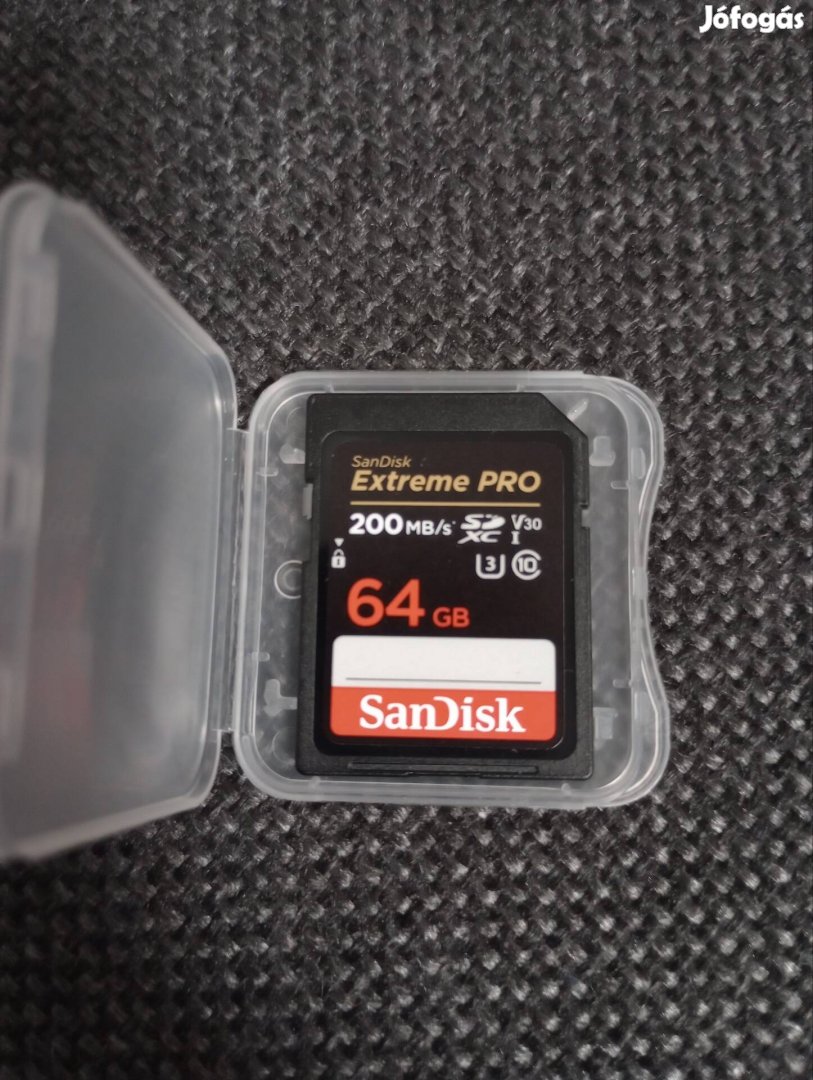 Jófogás
SanDisk
Extreme PRO
200 MB/s* SD XC V30 I
3 10
64 GB
SanDisk